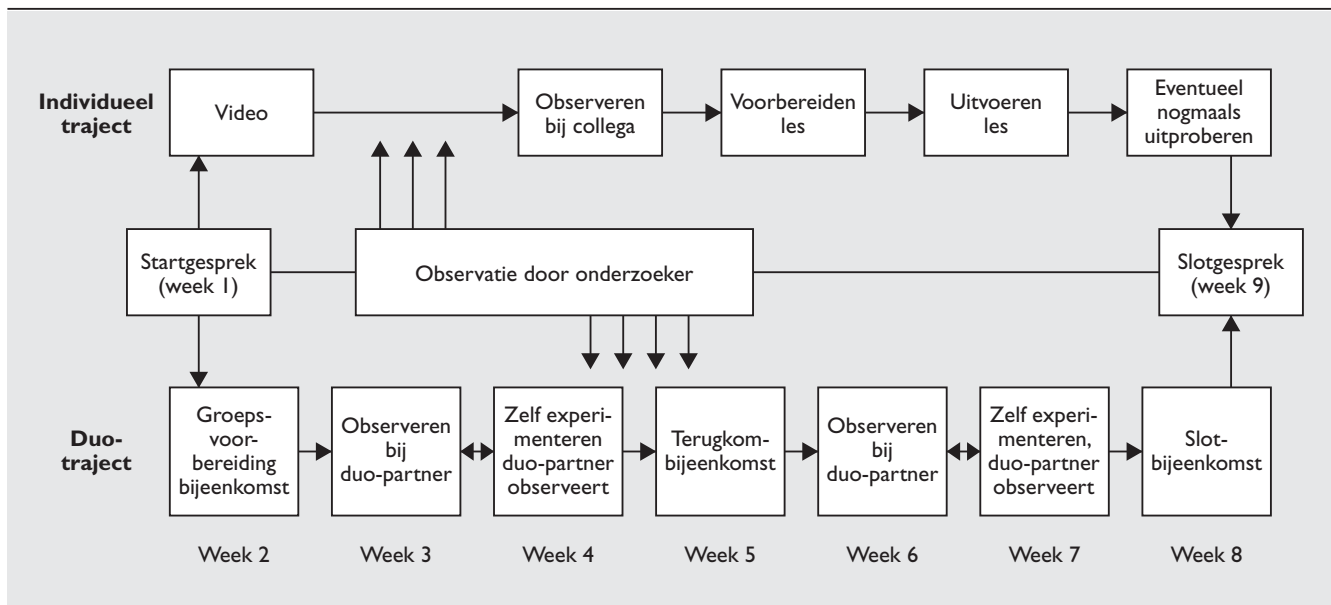 Individueel
traject
Video
Observeren
bij collega
Voorbereiden
les
Uitvoeren
les
Eventueel
nogmaals
uitproberen
Startgesprek
(week 1)
Observatie door onderzoeker
Slotgesprek
(week 9)
Duo-
traject
Groeps-
voor-
bereiding
bijeenkomst
Observeren
bij
duo-partner
Zelf experi-
menteren
duo-partner
observeert
Terugkom-
bijeenkomst
Observeren
bij
duo-partner
Zelf experi-
menteren,
duo-partner
observeert
Slot-
bijeenkomst
Week 2
Week 3
Week 4
Week 5
Week 6
Week 7
Week 8